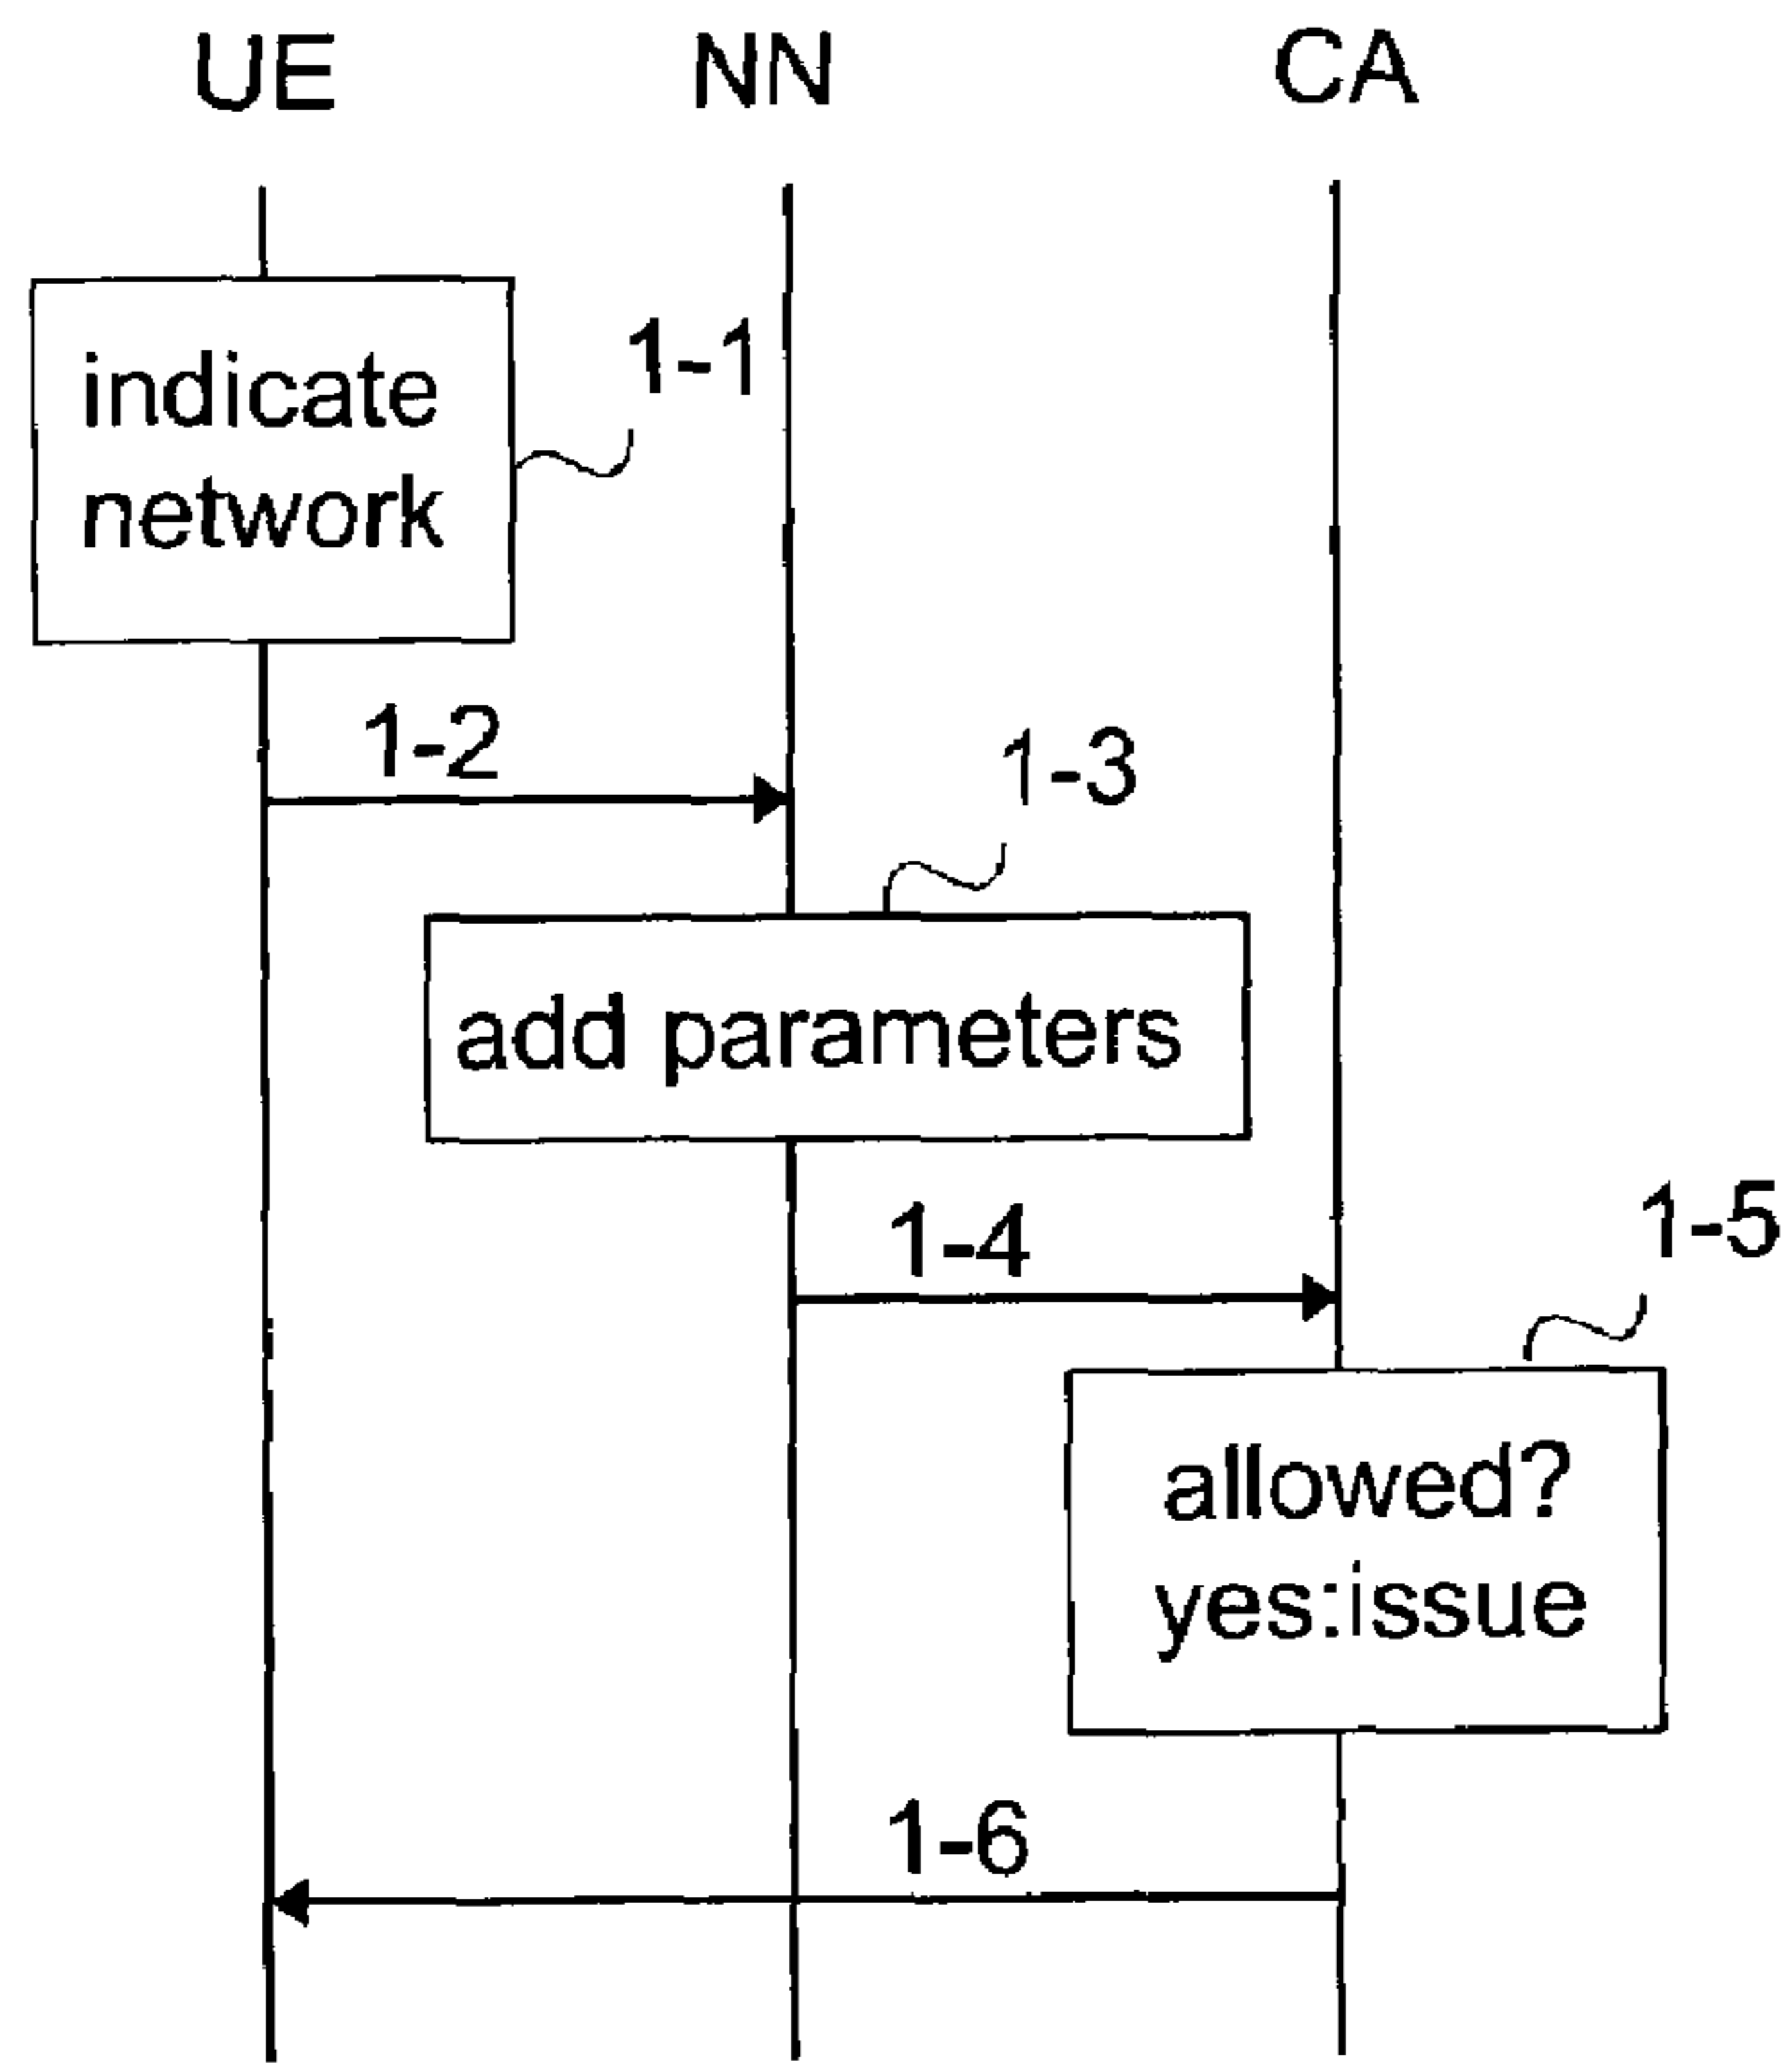 UE NN CA
indicate
network
1-1
1-2
1-3
add parameters
1-4
1-5
allowed?
yes:issue
1-6